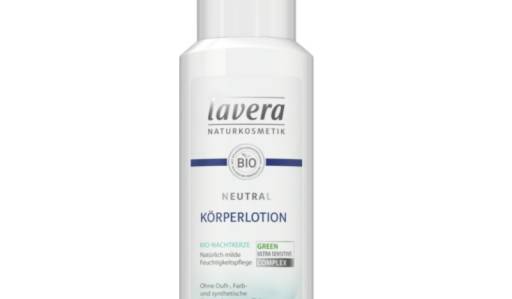 lavera
NATURKOSMETIK
BIO
NEUTRAL
KÖRPERLOTION
BIO-NACHTKERZE
Natürlich milde
Feuchtigkeitspflege
GREEN
ULTRA SENSITIVE
COMPLEX
Ohne Duft-, Farb-
und synthetische